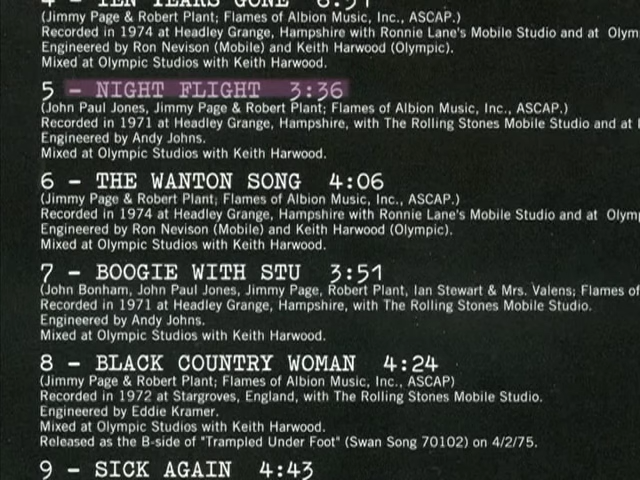 4 - TEN YEARS GONE 6:31
(Jimmy Page & Robert Plant; Flames of Albion Music, Inc., ASCAP.)
Recorded in 1974 at Headley Grange, Hampshire with Ronnie Lane's Mobile Studio and at Olym
Engineered by Ron Nevison (Mobile) and Keith Harwood (Olympic).
Mixed at Olympic Studios with Keith Harwood.
5 - NIGHT FLIGHT 3:36
(John Paul Jones, Jimmy Page & Robert Plant; Flames of Albion Music, Inc., ASCAP.)
Recorded in 1971 at Headley Grange, Hampshire, with The Rolling Stones Mobile Studio and at
Engineered by Andy Johns.
Mixed at Olympic Studios with Keith Harwood.
6 - THE WANTON SONG 4:06
(Jimmy Page & Robert Plant; Flames of Albion Music, Inc., ASCAP.)
Recorded in 1974 at Headley Grange, Hampshire with Ronnie Lane's Mobile Studio and at Olym
Engineered by Ron Nevison (Mobile) and Keith Harwood (Olympic).
Mixed at Olympic Studios with Keith Harwood.
7 - BOOGIE WITH STU 3:51
(John Bonham, John Paul Jones, Jimmy Page, Robert Plant, Ian Stewart & Mrs. Valens; Flames of
Recorded in 1971 at Headley Grange, Hampshire, with The Rolling Stones Mobile Studio.
Engineered by Andy Johns.
Mixed at Olympic Studios with Keith Harwood.
8 - BLACK COUNTRY WOMAN 4:24
(Jimmy Page & Robert Plant; Flames of Albion Music, Inc., ASCAP)
Recorded in 1972 at Stargroves, England, with The Rolling Stones Mobile Studio.
Engineered by Eddie Kramer.
Mixed at Olympic Studios with Keith Harwood.
Released as the B-side of "Trampled Under Foot" (Swan Song 70102) on 4/2/75.
9 - SICK AGAIN 4:43